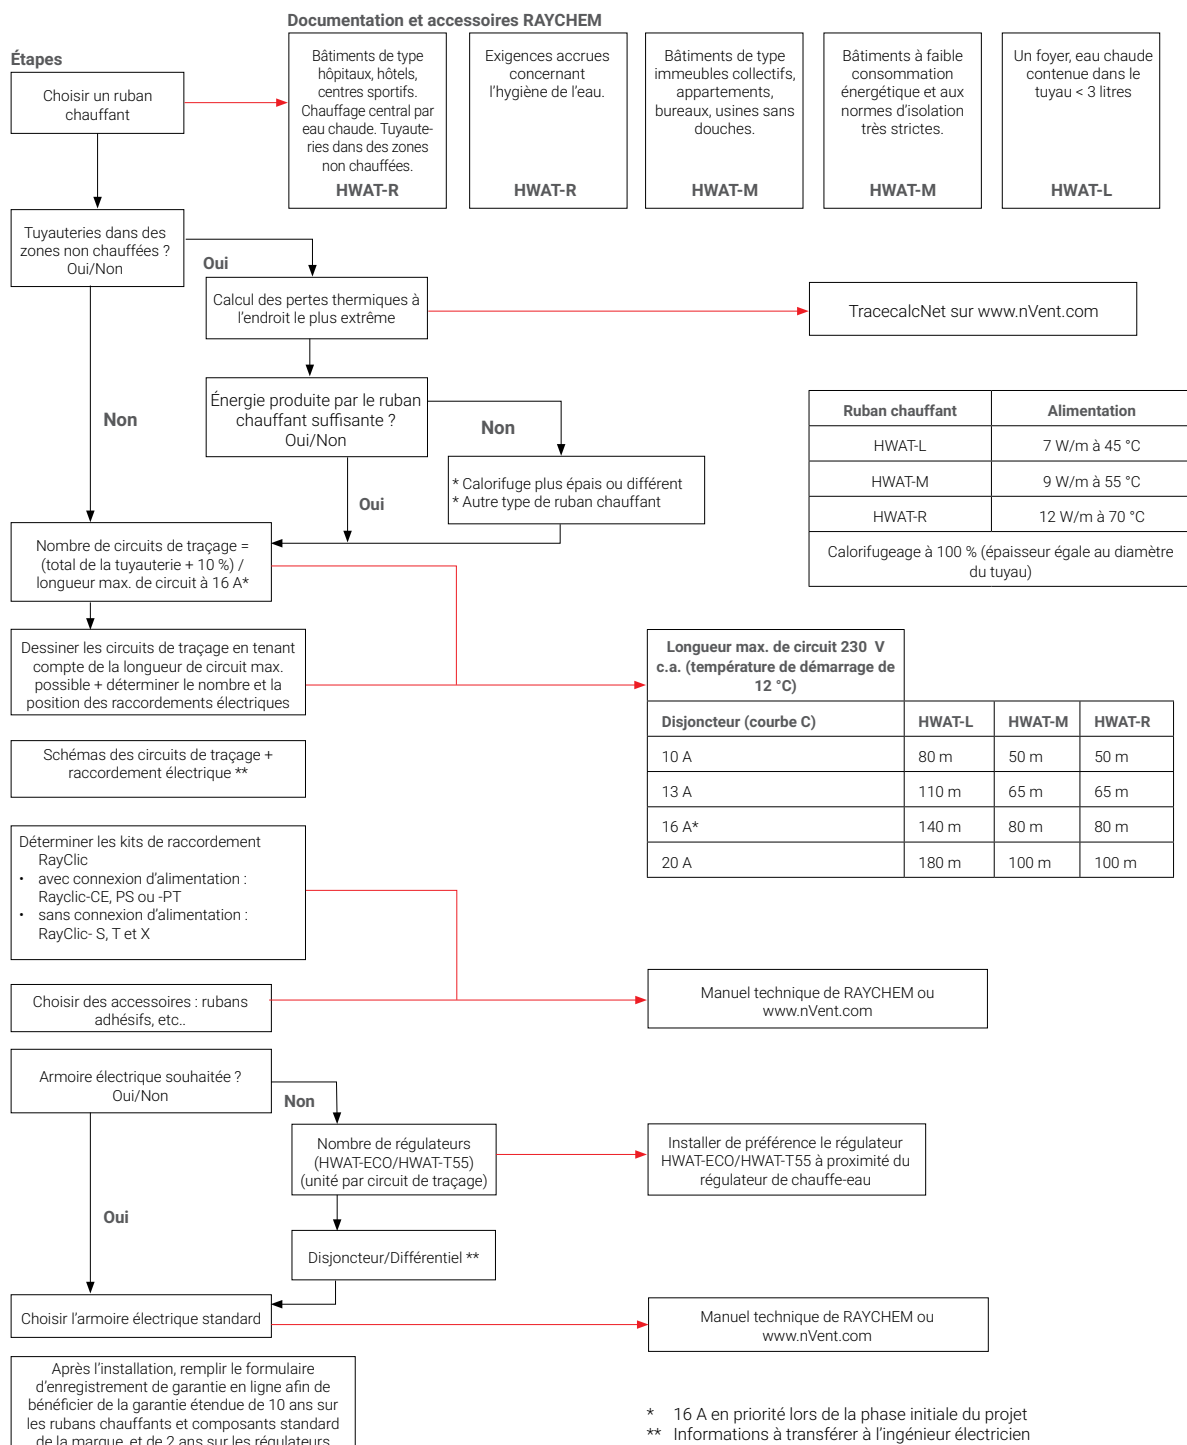 Documentation et accessoires RAYCHEM
Étapes
Choisir un ruban
chauffant
Bâtiments de type
hôpitaux, hôtels,
centres sportifs.
Chauffage central par
eau chaude. Tuyaute-
ries dans des zones
non chauffées.
HWAT-R
Exigences accrues
concernant
l'hygiène de l'eau.
HWAT-R
Bâtiments de type
immeubles collectifs,
appartements,
bureaux, usines sans
douches.
HWAT-M
Bâtiments à faible
consommation
énergétique et aux
normes d'isolation
très strictes.
HWAT-M
Un foyer, eau chaude
contenue dans le
tuyau < 3 litres
HWAT-L
Tuyauteries dans des
zones non chauffées ?
Oui/Non
Oui
Calcul des pertes thermiques à
l'endroit le plus extrême
TracecalcNet sur www.nVent.com
Non
Énergie produite par le ruban
chauffant suffisante ?
Oui/Non
Non
* Calorifuge plus épais ou différent
* Autre type de ruban chauffant
Oui
Ruban chauffant Alimentation
HWAT-L 7 W/m à 45 °C
HWAT-M 9 W/m à 55 °C
HWAT-R 12 W/m à 70 °C
Calorifugeage à 100 % (épaisseur égale au diamètre
du tuyau)
Nombre de circuits de traçage =
(total de la tuyauterie + 10 %) /
longueur max. de circuit à 16 A*
Dessiner les circuits de traçage en tenant
compte de la longueur de circuit max.
possible + déterminer le nombre et la
position des raccordements électriques
Longueur max. de circuit 230 V
c.a. (température de démarrage de
12 °C)
Disjoncteur (courbe C) HWAT-L HWAT-M HWAT-R
10 A 80 m 50 m 50 m
13 A 110 m 65 m 65 m
16 A* 140 m 80 m 80 m
20 A 180 m 100 m 100 m
Schémas des circuits de traçage +
raccordement électrique **
Déterminer les kits de raccordement
RayClic
• avec connexion d'alimentation :
Rayclic-CE, PS ou -PT
• sans connexion d'alimentation :
RayClic- S, T et X
Choisir des accessoires : rubans
adhésifs, etc..
Manuel technique de RAYCHEM ou
www.nVent.com
Armoire électrique souhaitée ?
Oui/Non
Non
Nombre de régulateurs
(HWAT-ECO/HWAT-T55)
(unité par circuit de traçage)
Installer de préférence le régulateur
HWAT-ECO/HWAT-T55 à proximité du
régulateur de chauffe-eau
Oui
Disjoncteur/Différentiel **
Choisir l'armoire électrique standard
Manuel technique de RAYCHEM ou
www.nVent.com
Après l'installation, remplir le formulaire
d'enregistrement de garantie en ligne afin de
bénéficier de la garantie étendue de 10 ans sur
les rubans chauffants et composants standard
de la marque, et de 2 ans sur les régulateurs
* 16 A en priorité lors de la phase initiale du projet
** Informations à transférer à l'ingénieur électricien